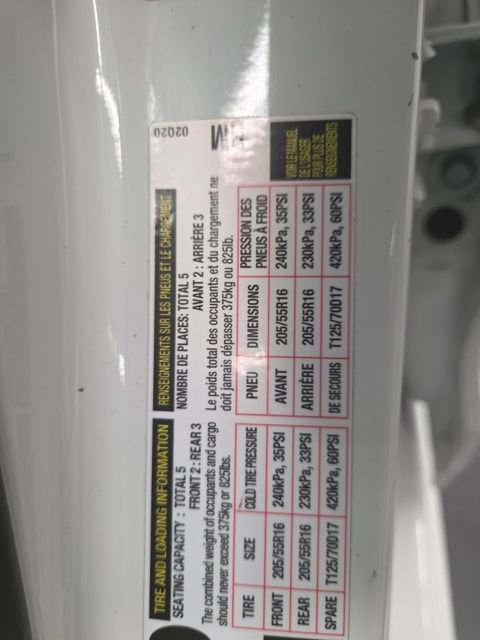 TIRE AND LOADING INFORMATION
SEATING CAPACITY : TOTAL 5
FRONT 2 : REAR 3
The combined weight of occupants and cargo
should never exceed 375kg or 825lbs.
TIRE SIZE COLD TIRE PRESSURE
FRONT 205/55R16 240kPa, 35PSI
REAR 205/55R16 230kPa, 33PSI
SPARE T125/70D17 420kPa, 60PSI
RENSEIGNEMENTS SUR LES PNEUS ET LE CHARGEMENT
NOMBRE DE PLACES: TOTAL 5
AVANT 2 : ARRIÈRE 3
Le poids total des occupants et du chargement ne
doit jamais dépasser 375kg ou 825lb.
PNEU DIMENSIONS PRESSION DES
PNEUS À FROID
AVANT 205/55R16 240kPa, 35PSI
ARRIÈRE 205/55R16 230kPa, 33PSI
DE SECOURS T125/70D17 420kPa, 60PSI
VOIR LE MANUEL
DE L'USAGER
POUR PLUS DE
RENSEIGNEMENTS
02020